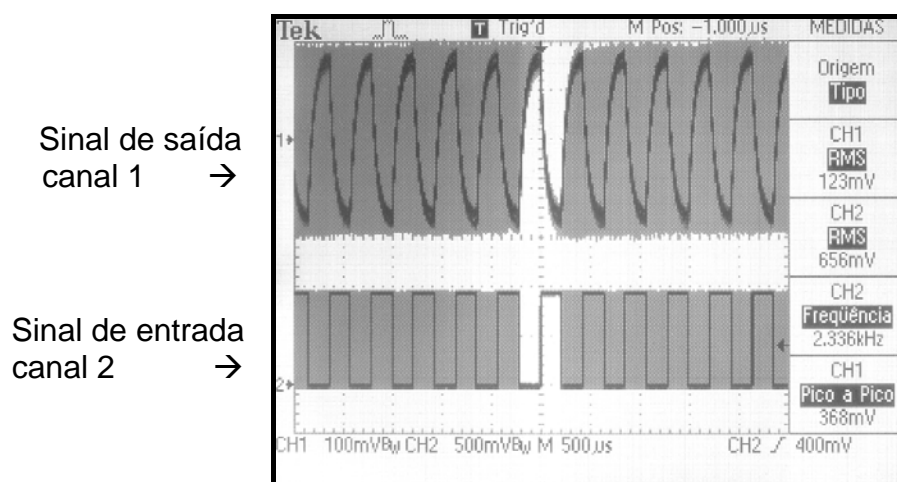 Tek
T Trig'd
M Pos: -1.000µs
MEDIDAS
Sinal de saída
canal 1 →
1
Origem
Tipo
CH1
RMS
123mV
CH2
RMS
656mV
Sinal de entrada
canal 2 →
2
CH2
Freqüência
2.336kHz
CH1
Pico a Pico
368mV
CH1 100mVBW CH2 500mVBW M 500µs CH2 400mV